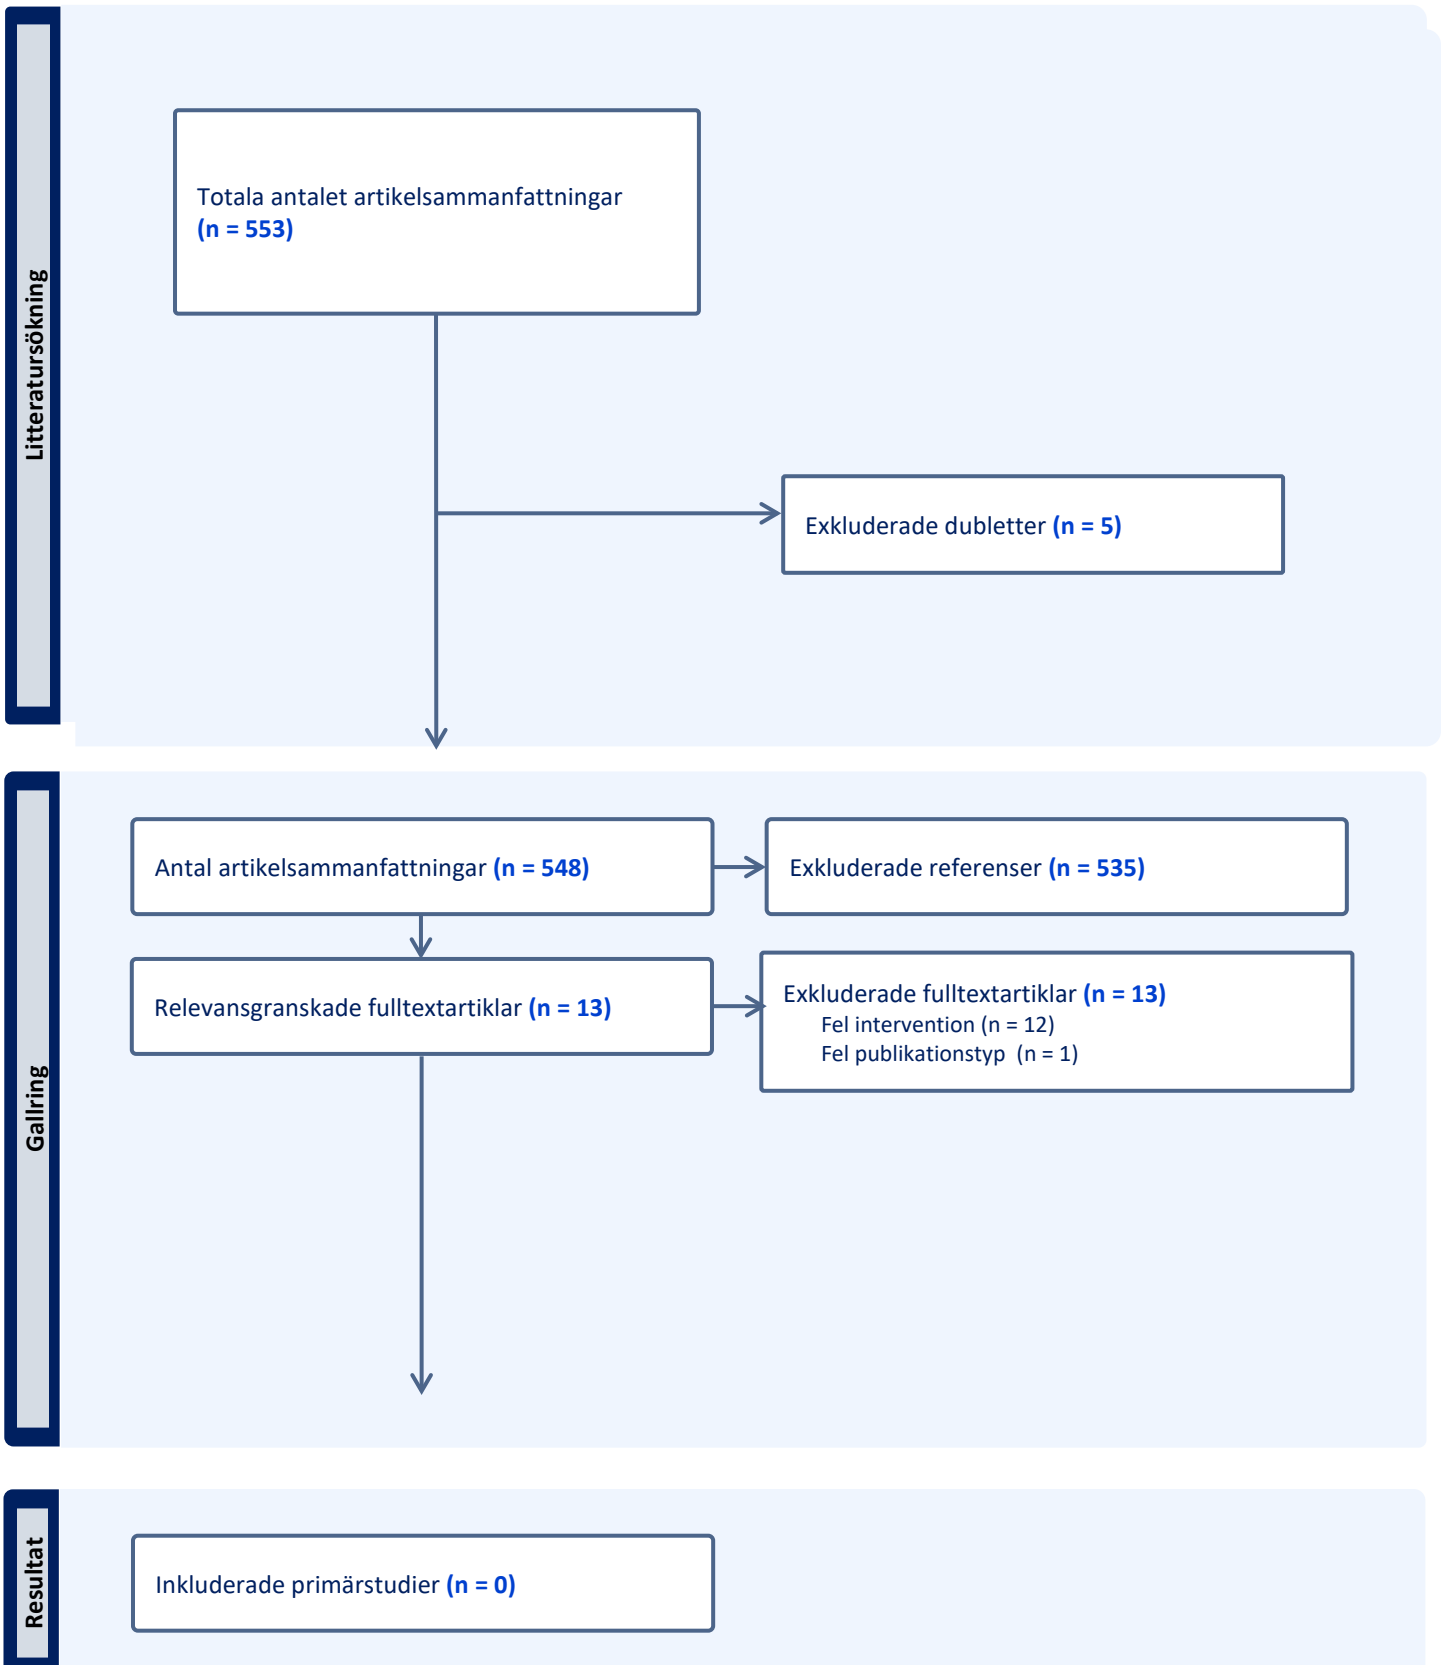 Litteratursökning
Totala antalet artikelsammanfattningar
(n = 553)
Exkluderade dubletter (n = 5)
Gallring
Antal artikelsammanfattningar (n = 548)
Exkluderade referenser (n = 535)
Relevansgranskade fulltextartiklar (n = 13)
Exkluderade fulltextartiklar (n = 13)
Fel intervention (n = 12)
Fel publikationstyp (n = 1)
Resultat
Inkluderade primärstudier (n = 0)